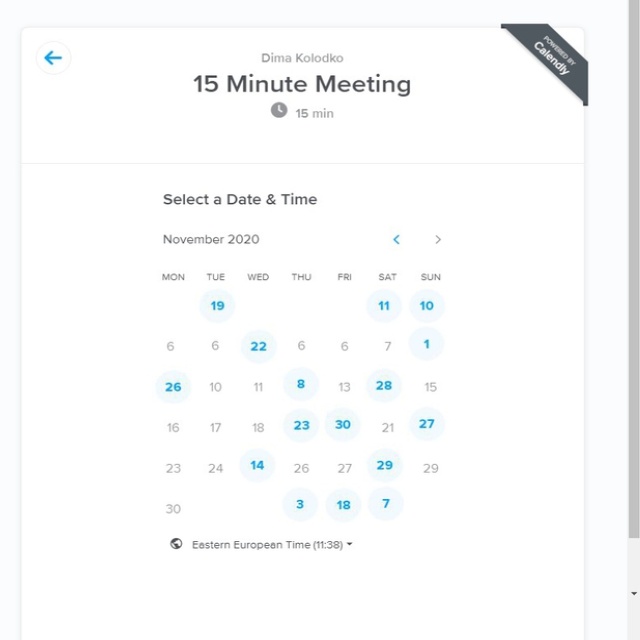 Dima Kolodko
15 Minute Meeting
15 min
POWERED BY
Calendly
Select a Date & Time
November 2020
MON TUE WED THU FRI SAT SUN
19 11 10
6 6 22 6 6 7 1
26 10 11 8 13 28 15
16 17 18 23 30 21 27
23 24 14 26 27 29 29
30 3 18 7
Eastern European Time (11:38)